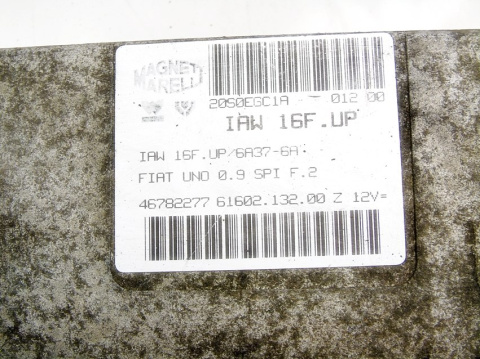 MAGNETI
MARELLI
20S0EGC1A - 012 00
IAW 16F.UP
IAW 16F.UP/6A37-6A
FIAT UNO 0.9 SPI F.2
46782277 61602.132.00 Z 12V=